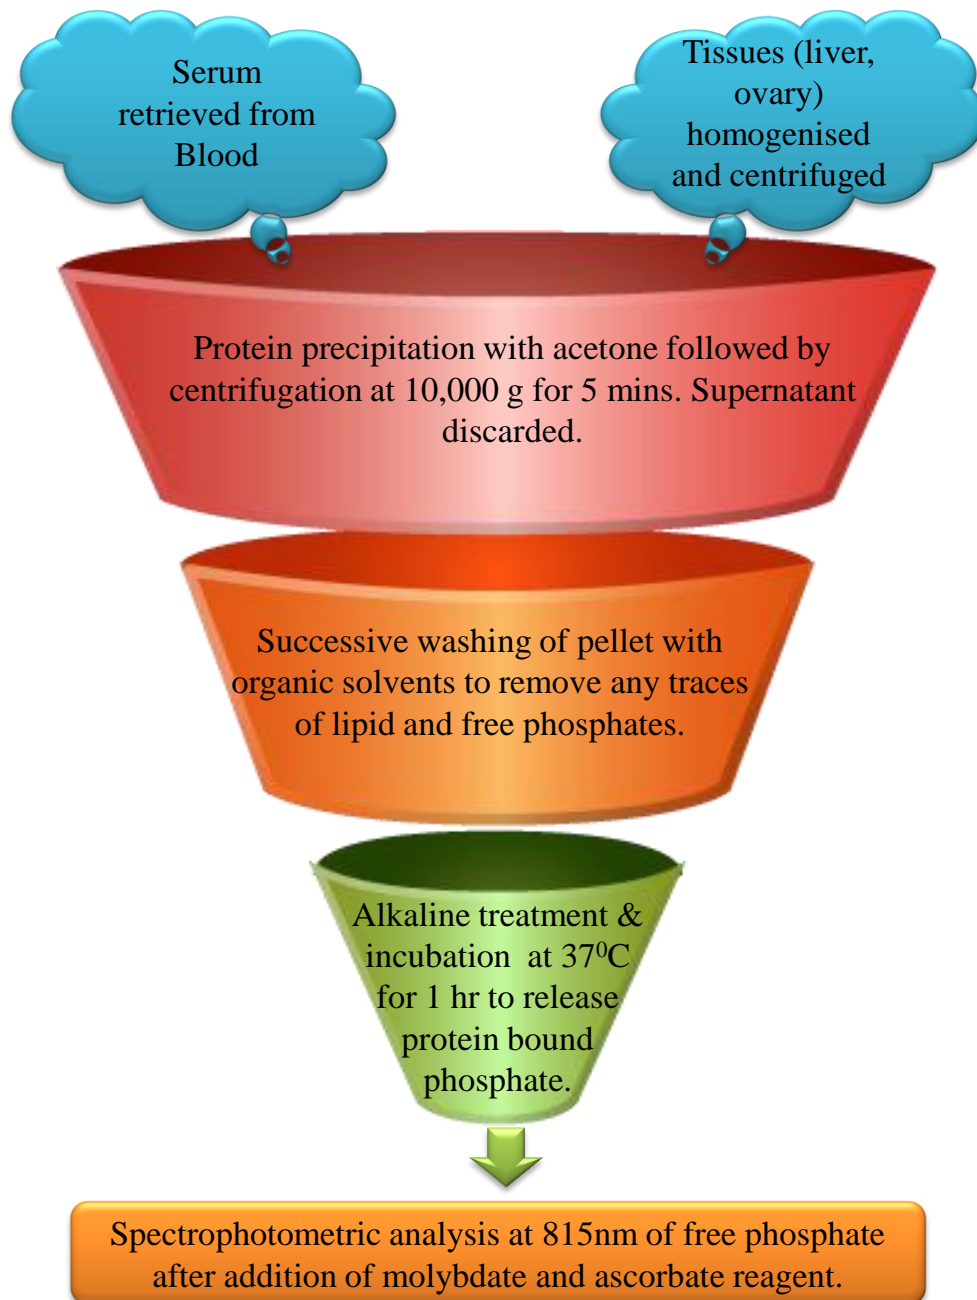 Serum
retrieved from
Blood
Tissues (liver,
ovary)
homogenised
and centrifuged
Protein precipitation with acetone followed by
centrifugation at 10,000 g for 5 mins. Supernatant
discarded.
Successive washing of pellet with
organic solvents to remove any traces
of lipid and free phosphates.
Alkaline treatment &
incubation at 37⁰C
for 1 hr to release
protein bound
phosphate.
Spectrophotometric analysis at 815nm of free phosphate
after addition of molybdate and ascorbate reagent.